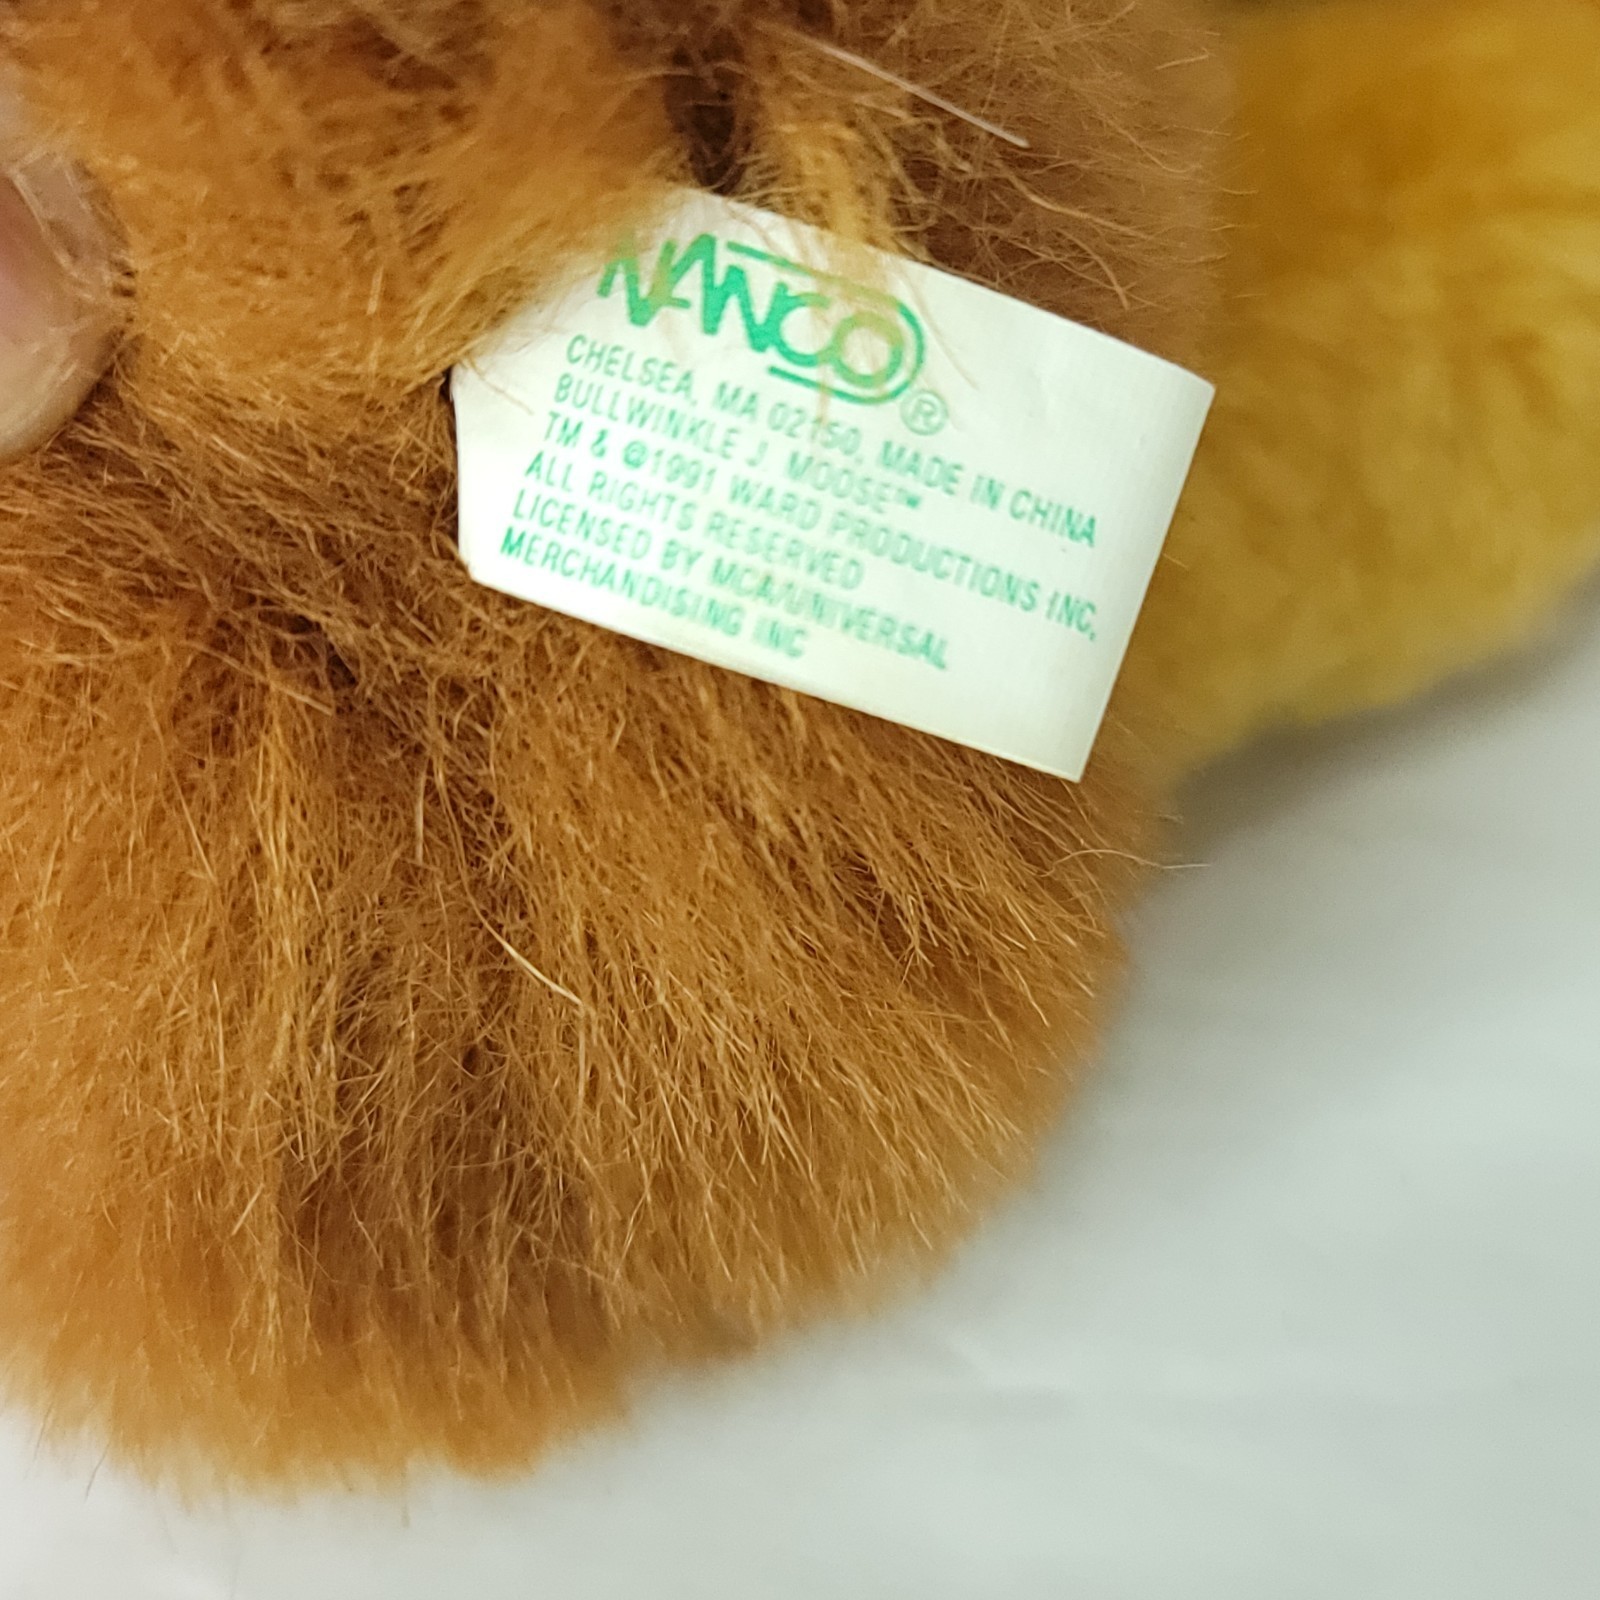 NANCO®
CHELSEA, MA 02150, MADE IN CHINA
BULLWINKLE J. MOOSE™
TM & @1991 WARD PRODUCTIONS INC.
ALL RIGHTS RESERVED
LICENSED BY MCA/UNIVERSAL
MERCHANDISING INC